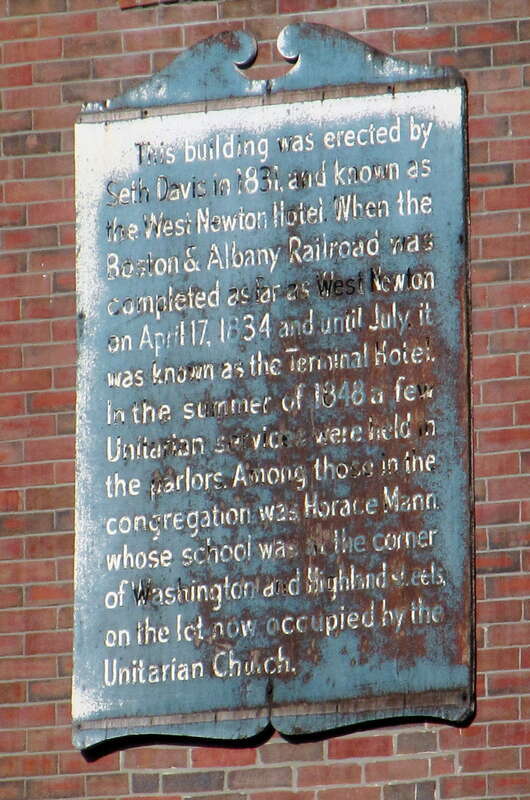 This building was erected by
Seth Davis in 1831, and known as
the West Newton Hotel. When the
Boston & Albany Railroad was
completed as far as West Newton
on April 17, 1834 and until July, it
was known as the Terminal Hotel.
In the summer of 1848 a few
Unitarian services were held in
the parlors. Among those in the
congregation was Horace Mann
whose school was in the corner
of Washington and Highland streets,
on the lot now occupied by the
Unitarian Church.